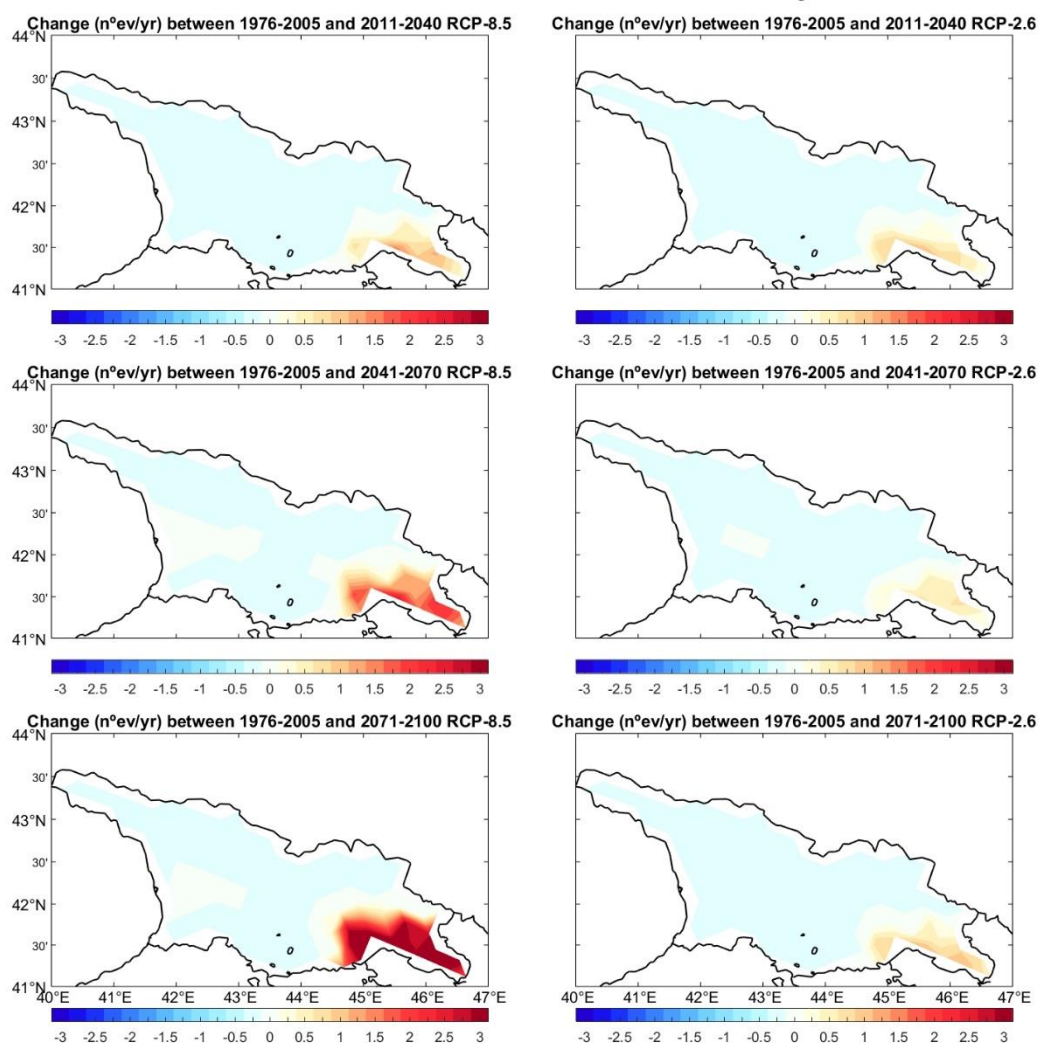 Change (nºev/yr) between 1976-2005 and 2011-2040 RCP-8.5
44°N
30'
43°N
30'
42°N
30'
41°N
-3 -2.5 -2 -1.5 -1 -0.5 0 0.5 1 1.5 2 2.5 3
Change (nºev/yr) between 1976-2005 and 2011-2040 RCP-2.6
-3 -2.5 -2 -1.5 -1 -0.5 0 0.5 1 1.5 2 2.5 3
Change (nºev/yr) between 1976-2005 and 2041-2070 RCP-8.5
44°N
30'
43°N
30'
42°N
30'
41°N
-3 -2.5 -2 -1.5 -1 -0.5 0 0.5 1 1.5 2 2.5 3
Change (nºev/yr) between 1976-2005 and 2041-2070 RCP-2.6
-3 -2.5 -2 -1.5 -1 -0.5 0 0.5 1 1.5 2 2.5 3
Change (nºev/yr) between 1976-2005 and 2071-2100 RCP-8.5
44°N
30'
43°N
30'
42°N
30'
41°N
40°E 41°E 42°E 43°E 44°E 45°E 46°E 47°E
-3 -2.5 -2 -1.5 -1 -0.5 0 0.5 1 1.5 2 2.5 3
Change (nºev/yr) between 1976-2005 and 2071-2100 RCP-2.6
40°E 41°E 42°E 43°E 44°E 45°E 46°E 47°E
-3 -2.5 -2 -1.5 -1 -0.5 0 0.5 1 1.5 2 2.5 3